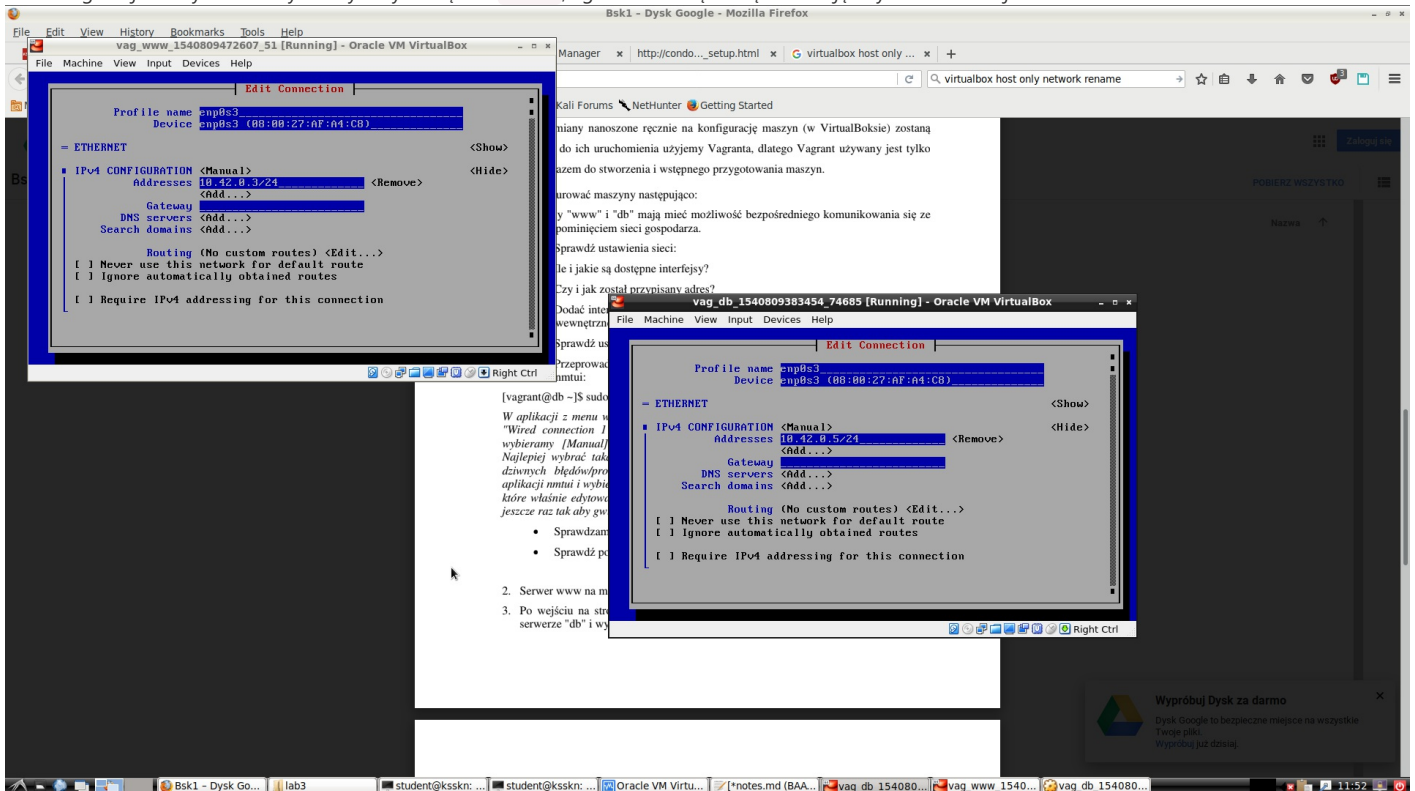 Bsk1 - Dysk Google - Mozilla Firefox
File Edit View History Bookmarks Tools Help
Manager
http://condo..._setup.html
virtualbox host only ...
virtualbox host only network rename
Kali Forums NetHunter Getting Started
vag_www_1540809472607_51 [Running] - Oracle VM VirtualBox
File Machine View Input Devices Help
Edit Connection
Profile name enp0s3
Device enp0s3 (08:00:27:AF:A4:C8)
= ETHERNET <Show>
IPv4 CONFIGURATION <Manual> <Hide>
Addresses 10.42.0.3/24 <Remove>
<Add...>
Gateway
DNS servers <Add...>
Search domains <Add...>
Routing (No custom routes) <Edit...>
[ ] Never use this network for default route
[ ] Ignore automatically obtained routes
[ ] Require IPv4 addressing for this connection
Right Ctrl
miany nanoszone ręcznie na konfigurację maszyn (w VirtualBoksie) zostaną
do ich uruchomienia użyjemy Vagranta, dlatego Vagrant używany jest tylko
azem do stworzenia i wstępnego przygotowania maszyn.
urować maszyny następująco:
y "www" i "db" mają mieć możliwość bezpośredniego komunikowania się ze
pominięciem sieci gospodarza.
Sprawdź ustawienia sieci:
Ile i jakie są dostępne interfejsy?
Czy i jak został przypisany adres?
Dodać inter
wewnętrzn
Sprawdź us
Przeprowad
nmtui:
[vagrant@db ~]$ sudo
W aplikacji z menu w
"Wired connection 1
wybieramy [Manual]
Najlepiej wybrać taka
dziwnych błędów/pro
aplikacji nmtui i wybie
które właśnie edytowa
jeszcze raz tak aby gw
• Sprawdzam
• Sprawdź po
2. Serwer www na m
3. Po wejściu na stro
serwerze "db" i wy
vag_db_1540809383454_74685 [Running] - Oracle VM VirtualBox
File Machine View Input Devices Help
Edit Connection
Profile name enp0s3
Device enp0s3 (08:00:27:AF:A4:C8)
= ETHERNET <Show>
IPv4 CONFIGURATION <Manual> <Hide>
Addresses 10.42.0.5/24 <Remove>
<Add...>
Gateway
DNS servers <Add...>
Search domains <Add...>
Routing (No custom routes) <Edit...>
[ ] Never use this network for default route
[ ] Ignore automatically obtained routes
[ ] Require IPv4 addressing for this connection
Right Ctrl
Zaloguj się
POBIERZ WSZYSTKO
Nazwa
Wypróbuj Dysk za darmo
Dysk Google to bezpieczne miejsce na wszystkie
Twoje pliki.
Wypróbuj już dzisiaj
Bsk1 - Dysk Go... lab3 student@ksskn: ... student@ksskn: ... Oracle VM Virtu... [*notes.md (BAA... vag_db_154080... vag_www_1540... vag_db_154080... 11:52